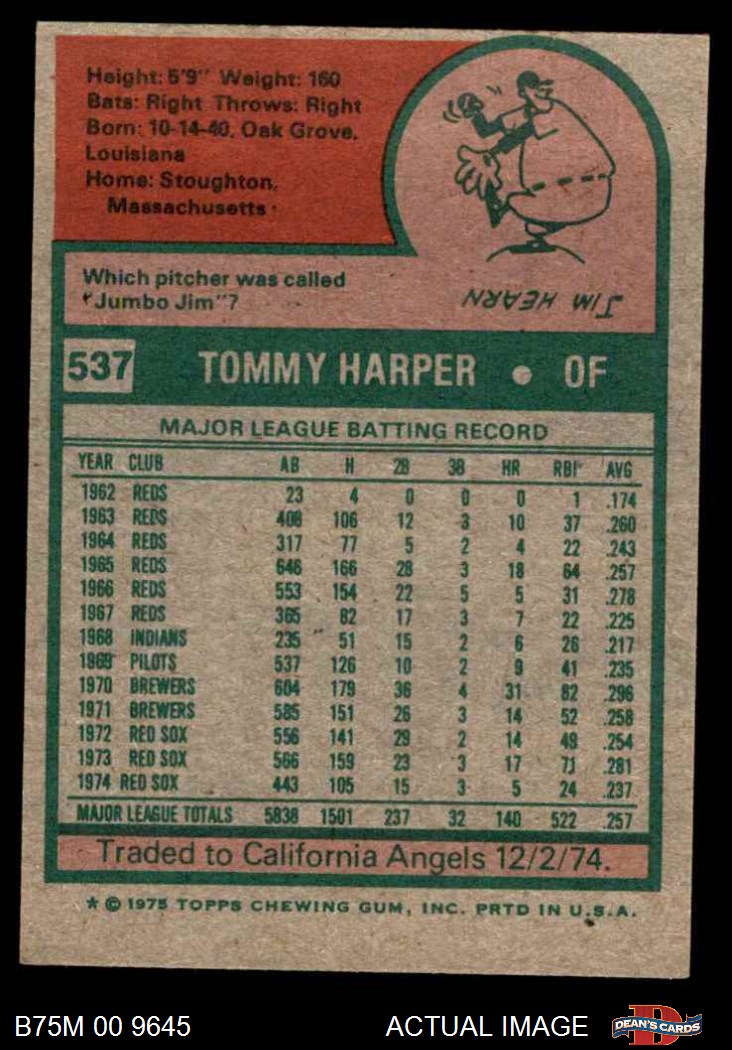 Height: 5'9" Weight: 160
Bats: Right Throws: Right
Born: 10-14-40, Oak Grove,
Louisiana
Home: Stoughton,
Massachusetts
Which pitcher was called
"Jumbo Jim"?
JIM HEARN
537 TOMMY HARPER • OF
MAJOR LEAGUE BATTING RECORD
YEAR CLUB AB H 2B 3B HR RBI AVG
1962 REDS 23 4 0 0 0 1 .174
1963 REDS 408 106 12 3 10 37 .260
1964 REDS 317 77 5 2 4 22 .243
1965 REDS 646 166 28 3 18 64 .257
1966 REDS 553 154 22 5 5 31 .278
1967 REDS 365 82 17 3 7 22 .225
1968 INDIANS 235 51 15 2 6 26 .217
1969 PILOTS 537 126 10 2 9 41 .235
1970 BREWERS 604 179 36 4 31 82 .296
1971 BREWERS 585 151 26 3 14 52 .258
1972 RED SOX 556 141 29 2 14 49 .254
1973 RED SOX 566 159 23 3 17 71 .281
1974 RED SOX 443 105 15 3 5 24 .237
MAJOR LEAGUE TOTALS 5838 1501 237 32 140 522 .257
Traded to California Angels 12/2/74.
* © 1975 TOPPS CHEWING GUM, INC. PRTD IN U.S.A.
B75M 00 9645 ACTUAL IMAGE DEAN'S CARDS